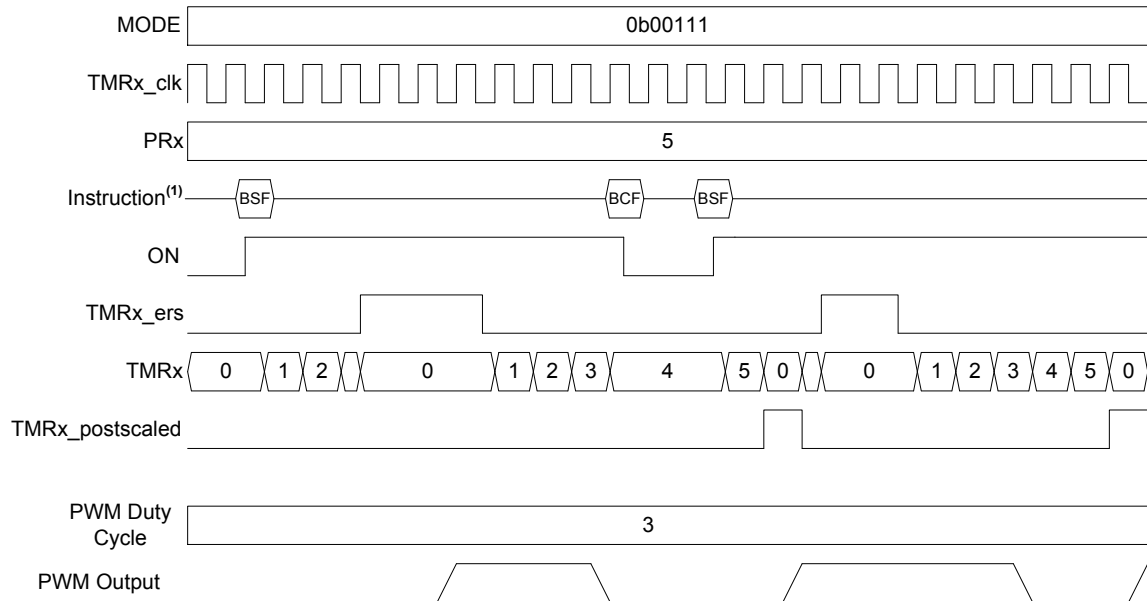 MODE 0b00111
TMRx_clk
PRx 5
Instruction(1) BSF BCF BSF
ON
TMRx_ers
TMRx 0 1 2 0 1 2 3 4 5 0 0 1 2 3 4 5 0
TMRx_postscaled
PWM Duty
Cycle
3
PWM Output